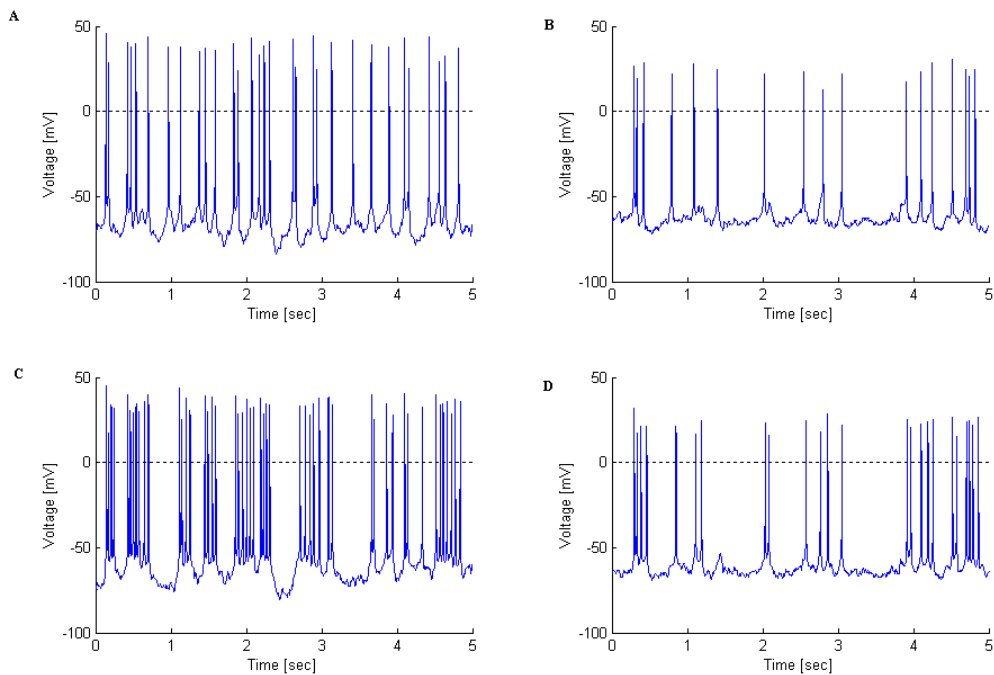 A
Voltage [mV]
50
0
-50
-100
0 1 2 3 4 5
Time [sec]
B
Voltage [mV]
50
0
-50
-100
0 1 2 3 4 5
Time [sec]
C
Voltage [mV]
50
0
-50
-100
0 1 2 3 4 5
Time [sec]
D
Voltage [mV]
50
0
-50
-100
0 1 2 3 4 5
Time [sec]